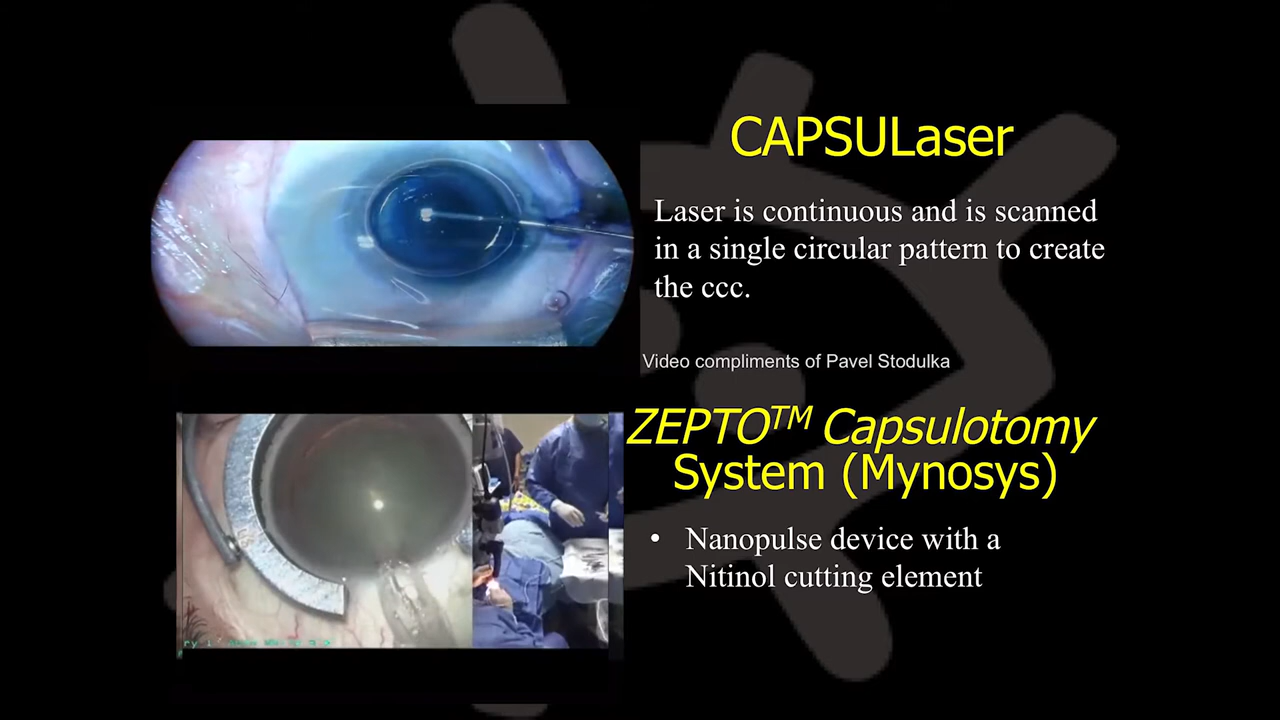 CAPSULaser
Laser is continuous and is scanned
in a single circular pattern to create
the ccc.
Video compliments of Pavel Stodulka
ZEPTO™ Capsulotomy
System (Mynosys)
• Nanopulse device with a
Nitinol cutting element